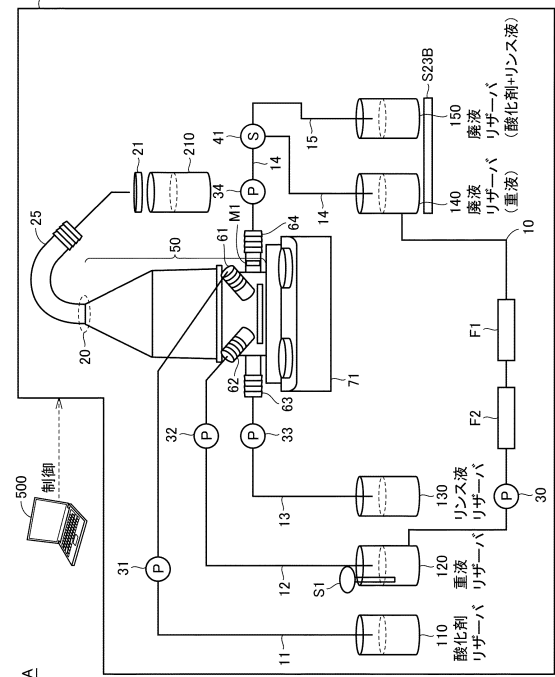 A
500
制御
25
20
50
21
210
61
M1
34
41
14
15
S23B
62
64
63
71
32
33
31
13
12
11
S1
14
10
F1
F2
30
P
P
P
P
P
S
110
酸化剤
リザーバ
120
重液
リザーバ
130
リンス液
リザーバ
140
廃液
リザーバ
(重液)
150
廃液
リザーバ
(酸化剤+リンス液)